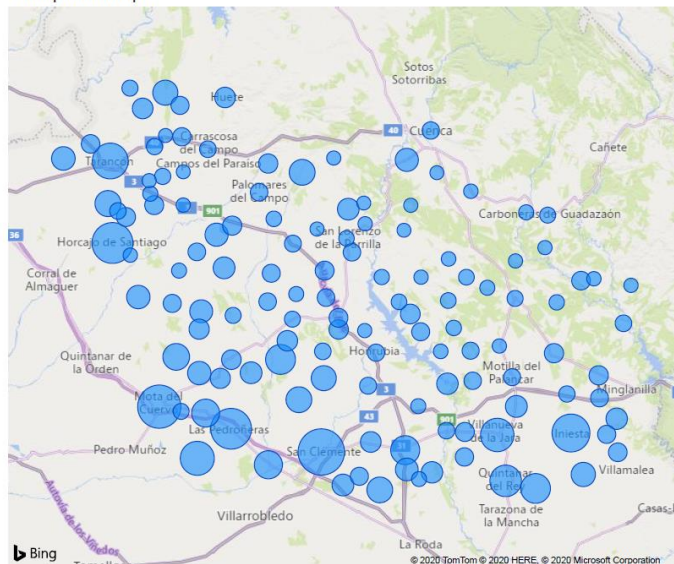 Sotos
Sotorribas
Huete
40
Cuenca
Carrascosa
del Campo
Cañete
Tarancón
Campos del Paraíso
3
Palomares
del Campo
901
Carboneras de Guadazaón
36
San Lorenzo
de la Parrilla
Horcajo de Santiago
Corral de
Almaguer
Quintanar de
la Orden
Honrubia
Motilla del
Palancar
Minglanilla
3
Mota del
Cuervo
43
901
Las Pedroñeras
Villanueva
de la Jara
Iniesta
Pedro Muñoz
San Clemente
31
Quintanar
del Rey
Villamalea
Autovía de los Viñedos
Villarrobledo
Tarazona de
la Mancha
Casas-
La Roda
Bing
© 2020 TomTom © 2020 HERE, © 2020 Microsoft Corporation